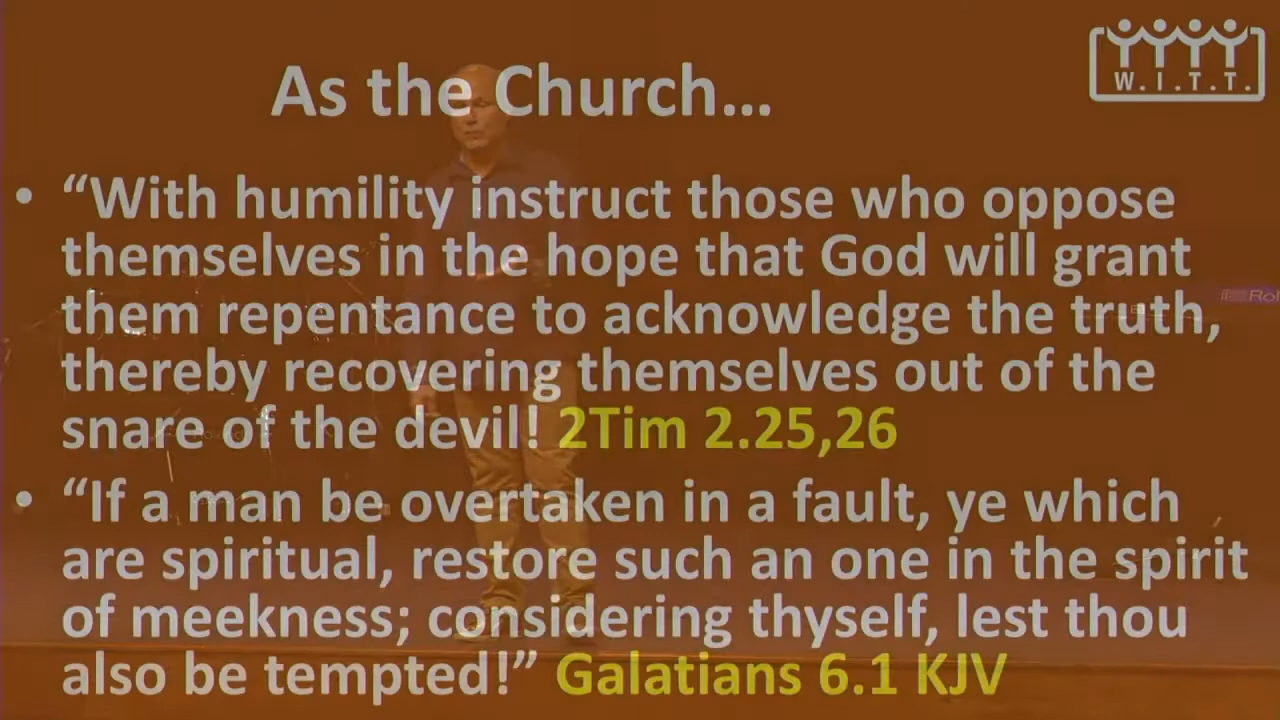 W.I.T.T.
As the Church...
• “With humility instruct those who oppose
themselves in the hope that God will grant
them repentance to acknowledge the truth,
thereby recovering themselves out of the
snare of the devil! 2Tim 2.25,26
• “If a man be overtaken in a fault, ye which
are spiritual, restore such an one in the spirit
of meekness; considering thyself, lest thou
also be tempted!” Galatians 6.1 KJV